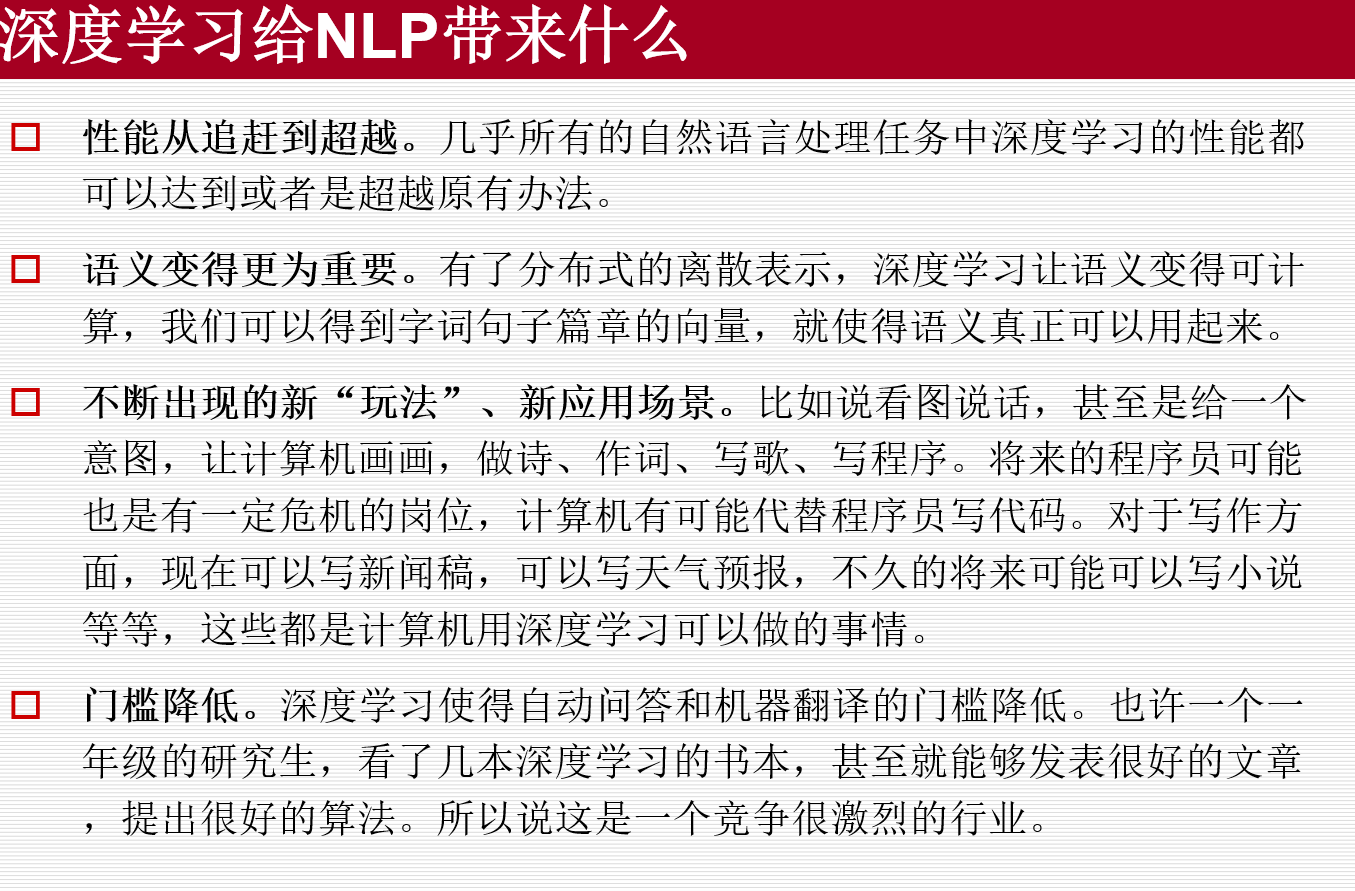 深度学习给NLP带来什么
性能从追赶到超越。几乎所有的自然语言处理任务中深度学习的性能都
可以达到或者是超越原有办法。
语义变得更为重要。有了分布式的离散表示，深度学习让语义变得可计
算，我们可以得到字词句子篇章的向量，就使得语义真正可以用起来。
不断出现的新“玩法”、新应用场景。比如说看图说话，甚至是给一个
意图，让计算机画画，做诗、作词、写歌、写程序。将来的程序员可能
也是有一定危机的岗位，计算机有可能代替程序员写代码。对于写作方
面，现在可以写新闻稿，可以写天气预报，不久的将来可能可以写小说
等等，这些都是计算机用深度学习可以做的事情。
门槛降低。深度学习使得自动问答和机器翻译的门槛降低。也许一个一
年级的研究生，看了几本深度学习的书本，甚至就能够发表很好的文章
，提出很好的算法。所以说这是一个竞争很激烈的行业。